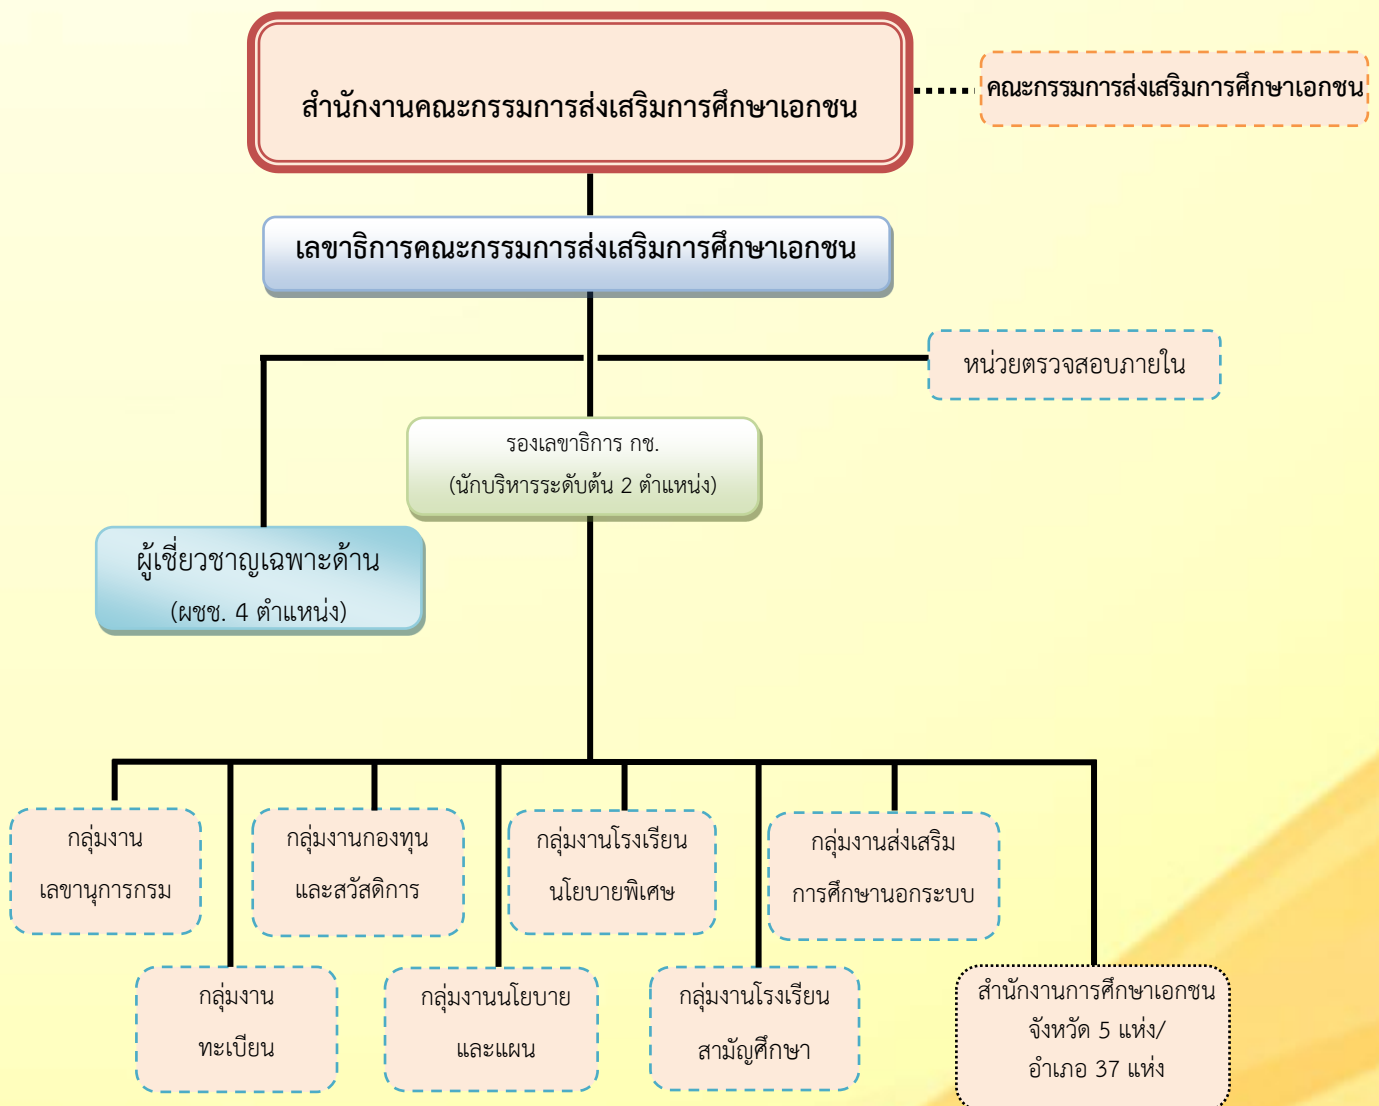 สำนักงานคณะกรรมการส่งเสริมการศึกษาเอกชน
คณะกรรมการส่งเสริมการศึกษาเอกชน
เลขาธิการคณะกรรมการส่งเสริมการศึกษาเอกชน
หน่วยตรวจสอบภายใน
รองเลขาธิการ กช.
(นักบริหารระดับต้น 2 ตำแหน่ง)
ผู้เชี่ยวชาญเฉพาะด้าน
(ผชช. 4 ตำแหน่ง)
กลุ่มงาน
เลขานุการกรม
กลุ่มงานกองทุน
และสวัสดิการ
กลุ่มงานโรงเรียน
นโยบายพิเศษ
กลุ่มงานส่งเสริม
การศึกษานอกระบบ
กลุ่มงาน
ทะเบียน
กลุ่มงานนโยบาย
และแผน
กลุ่มงานโรงเรียน
สามัญศึกษา
สำนักงานการศึกษาเอกชน
จังหวัด 5 แห่ง/
อำเภอ 37 แห่ง